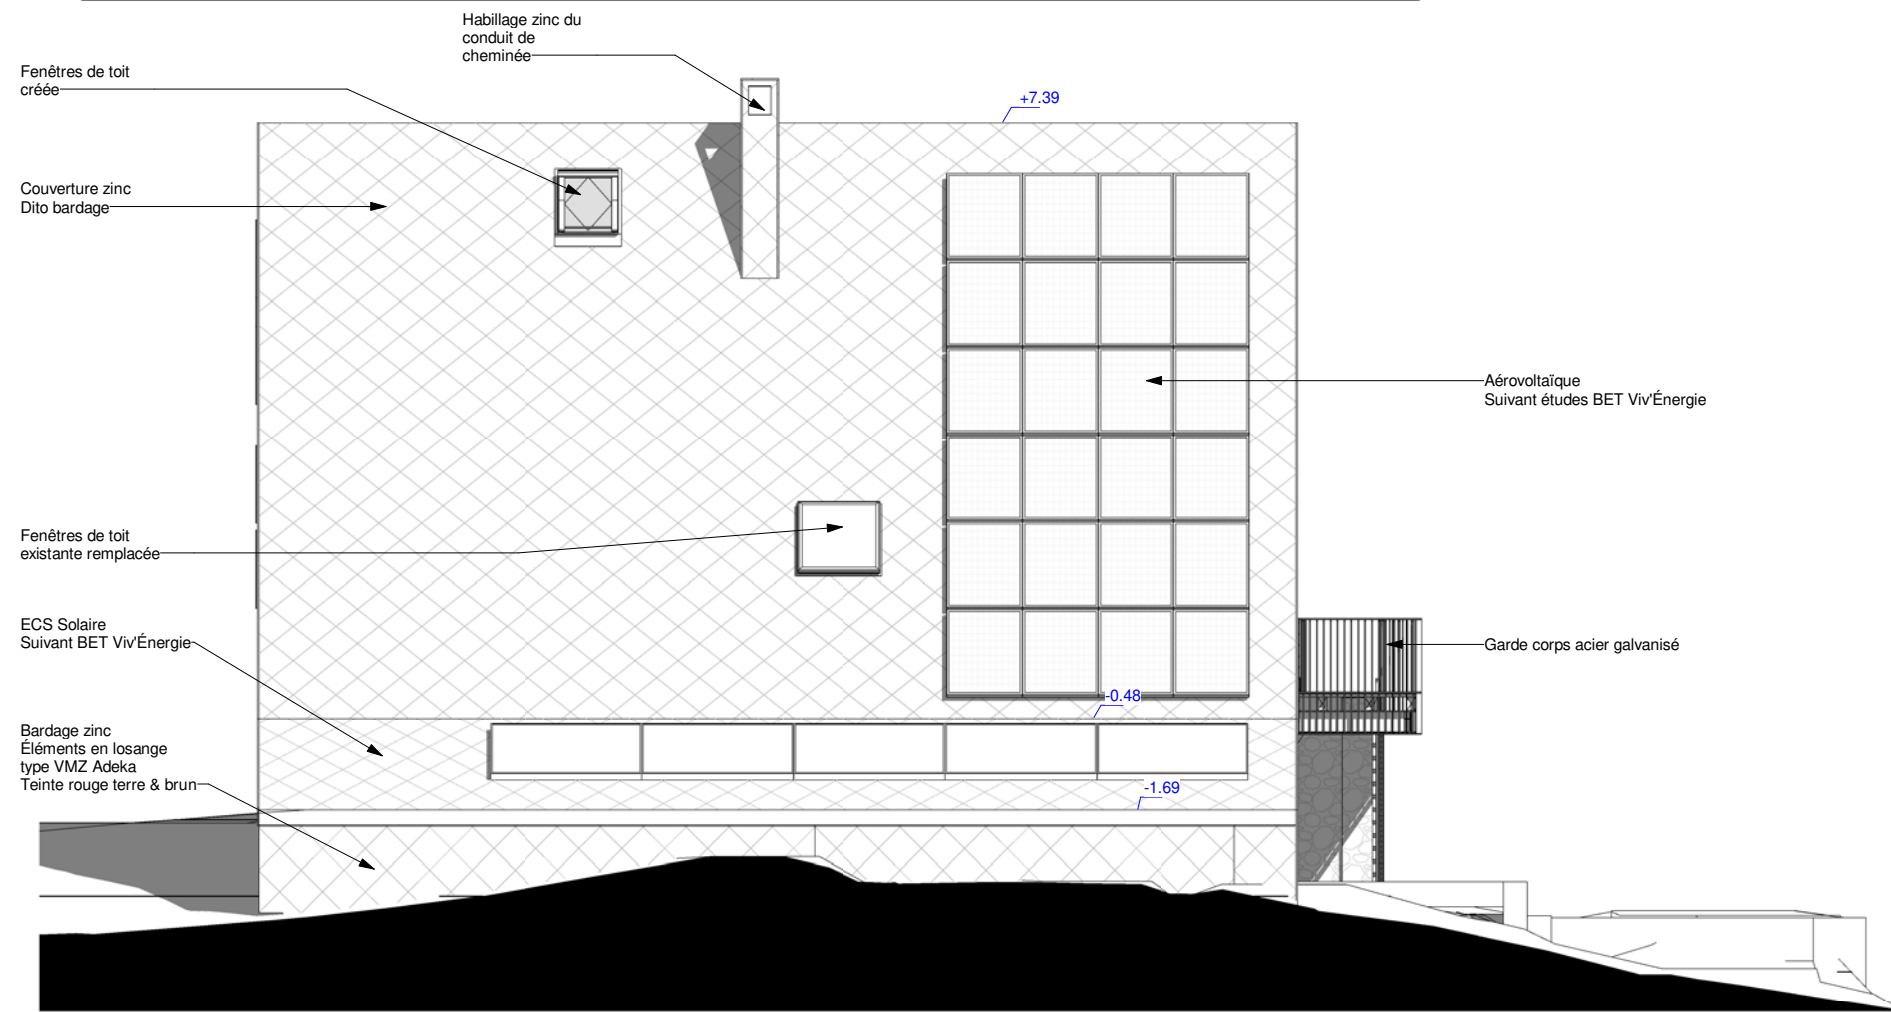 Habillage zinc du
conduit de
cheminée
Fenêtres de toit
créée
+7.39
Couverture zinc
Dito bardage
Aérovoltaïque
Suivant études BET Viv'Énergie
Fenêtres de toit
existante remplacée
ECS Solaire
Suivant BET Viv'Énergie
Garde corps acier galvanisé
-0.48
Bardage zinc
Éléments en losange
type VMZ Adeka
Teinte rouge terre & brun
-1.69